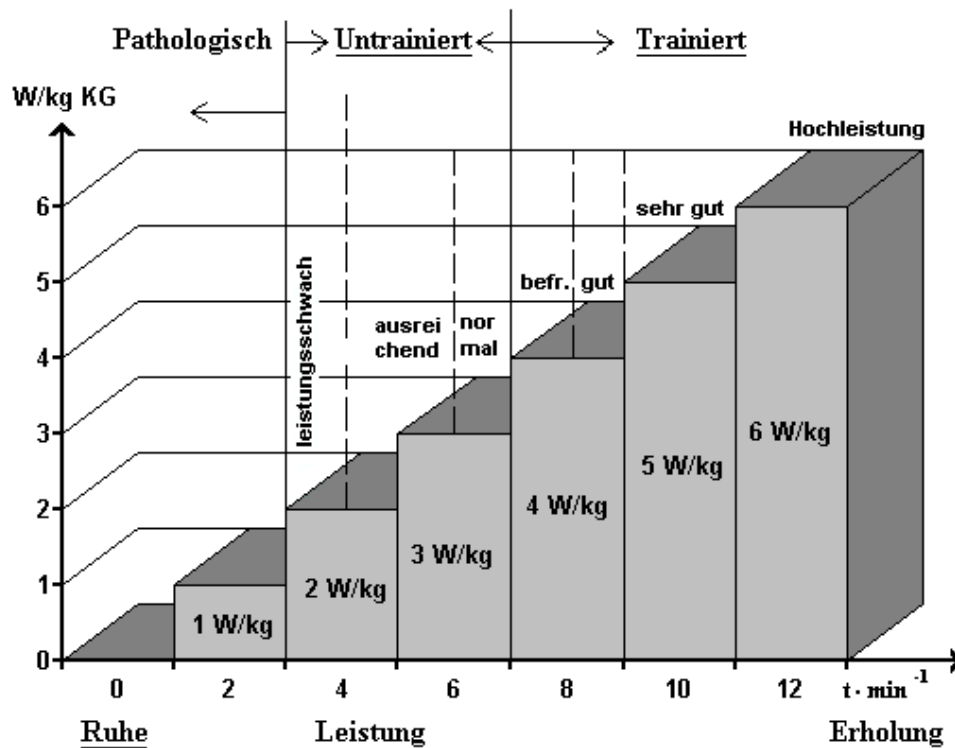 Pathologisch Untrainiert Trainiert
W/kg KG
Hochleistung
6
sehr gut
5
befr. gut
leistungsschwach
ausrei
chend
nor
mal
4
3
2
1
0
1 W/kg
2 W/kg
3 W/kg
4 W/kg
5 W/kg
6 W/kg
0 2 4 6 8 10 12 t · min -1
Ruhe Leistung Erholung